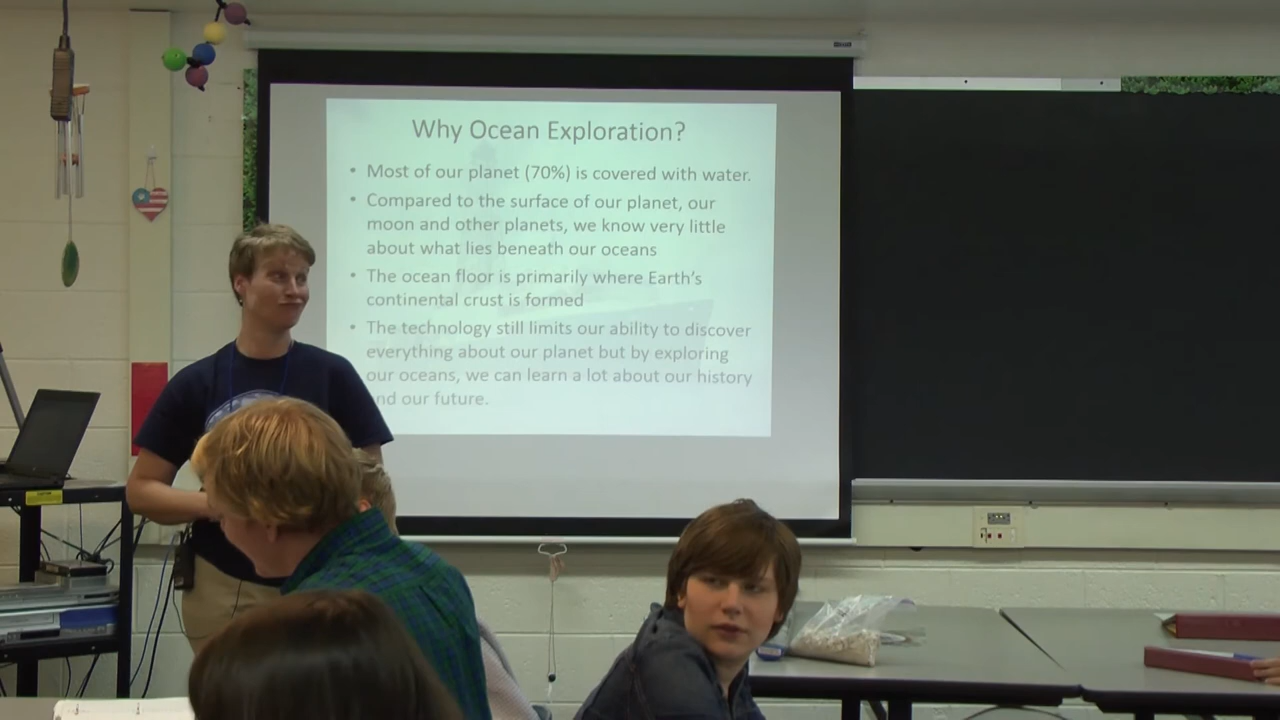 Why Ocean Exploration?
• Most of our planet (70%) is covered with water.
• Compared to the surface of our planet, our
moon and other planets, we know very little
about what lies beneath our oceans
• The ocean floor is primarily where Earth's
continental crust is formed
• The technology still limits our ability to discover
everything about our planet but by exploring
our oceans, we can learn a lot about our history
and our future.